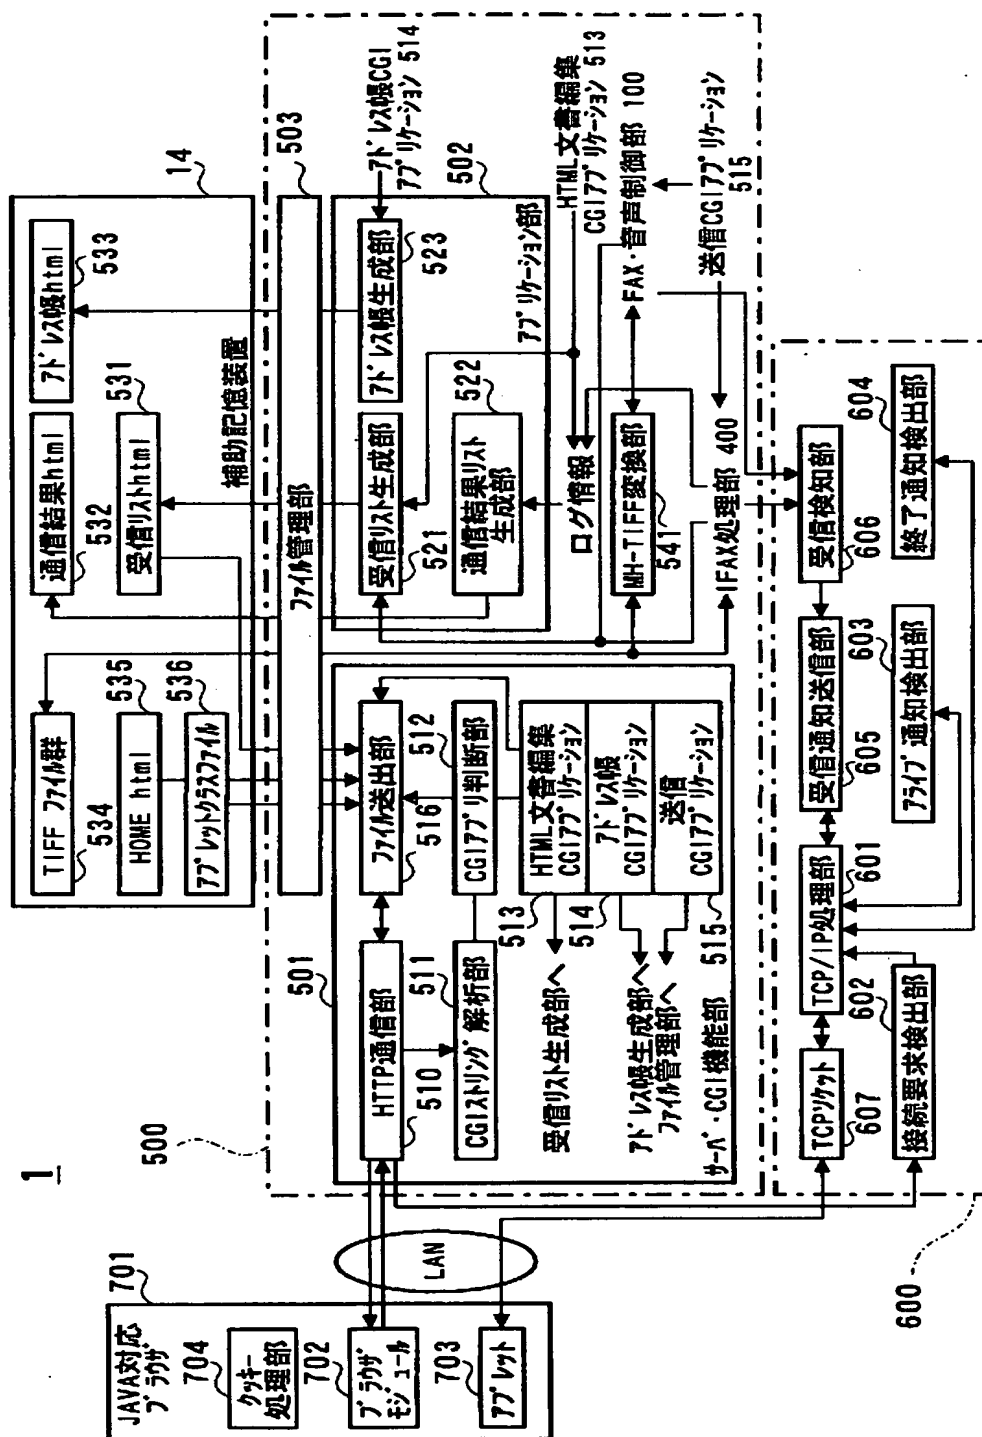 1
JAVA対応
ブラウザ
701
704
クッキー
処理部
702
ブラウザ
モジュール
703
アプレット
LAN
500
501
HTTP通信部
510
511
CGIストリング解析部
ファイル送出部
516
512
CGIアプリ判断部
HTML文書編集
CGIアプリケーション
513
アドレス帳
CGIアプリケーション
514
送信
CGIアプリケーション
515
受信リスト生成部へ
アドレス帳生成部へ
ファイル管理部へ
サーバ・CGI機能部
14
TIFFファイル群
534
HOME html
535
アプレットクラスファイル
536
通信結果html
532
受信リストhtml
531
アドレス帳html
533
補助記憶装置
ファイル管理部
503
受信リスト生成部
521
通信結果リスト
生成部
522
アドレス帳生成部
523
アプリケーション部
502
アドレス帳CGI
アプリケーション 514
ログ情報
HTML文書編集
CGIアプリケーション 513
MH-TIFF変換部
541
FAX・音声制御部 100
IFAX処理部 400
送信CGIアプリケーション
515
600
TCPソケット
607
TCP/IP処理部
601
接続要求検出部
602
受信通知送信部
605
受信検知部
606
アライブ通知検出部
603
終了通知検出部
604